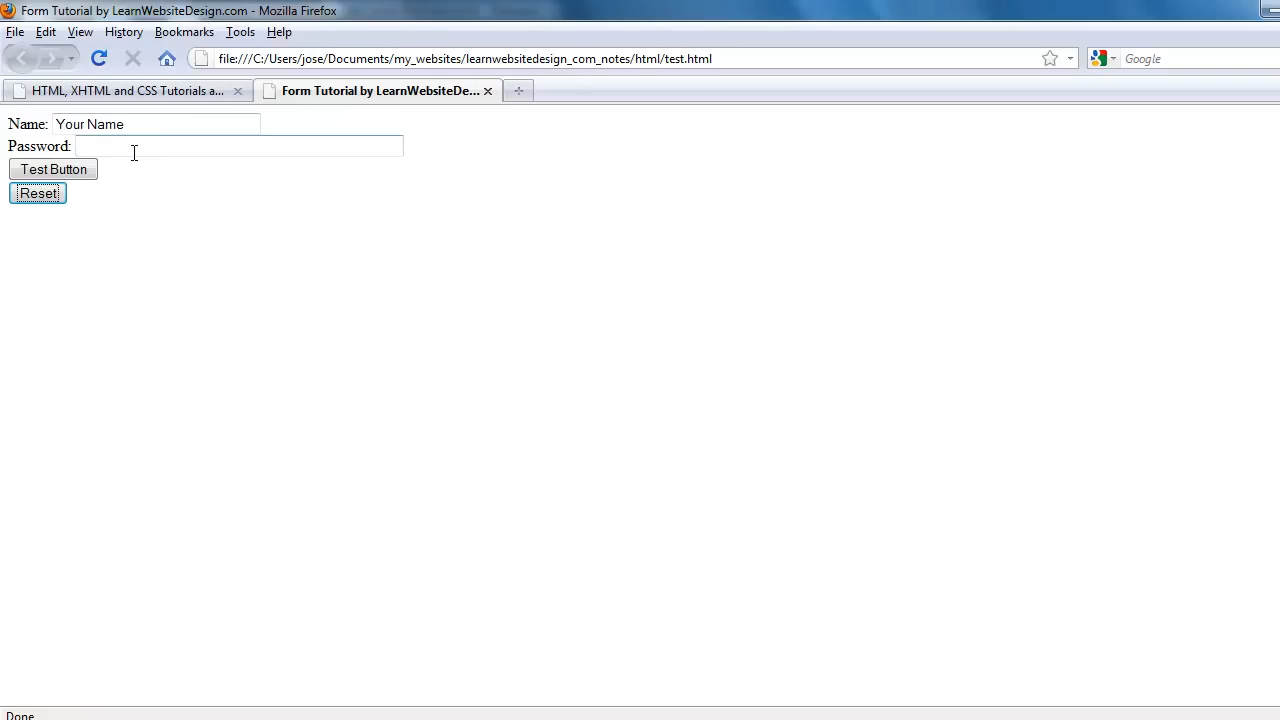 Form Tutorial by LearnWebsiteDesign.com - Mozilla Firefox
File Edit View History Bookmarks Tools Help
file:///C:/Users/jose/Documents/my_websites/learnwebsitedesign_com_notes/html/test.html Google
HTML, XHTML and CSS Tutorials a... Form Tutorial by LearnWebsiteDe...
Name: Your Name
Password:
Test Button
Reset
Done